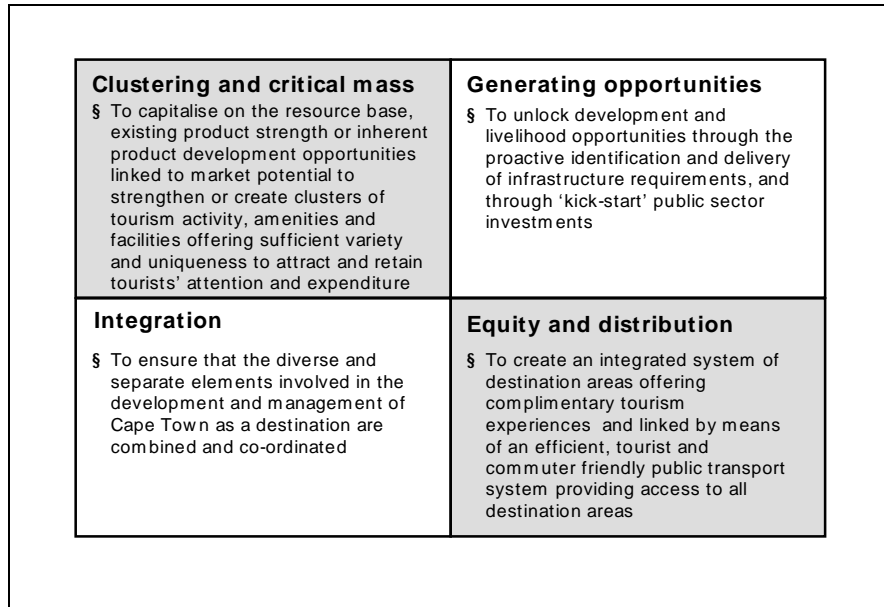 Clustering and critical mass
§ To capitalise on the resource base,
existing product strength or inherent
product development opportunities
linked to market potential to
strengthen or create clusters of
tourism activity, amenities and
facilities offering sufficient variety
and uniqueness to attract and retain
tourists' attention and expenditure
Generating opportunities
§ To unlock development and
livelihood opportunities through the
proactive identification and delivery
of infrastructure requirements, and
through ‘kick-start’ public sector
investments
Integration
§ To ensure that the diverse and
separate elements involved in the
development and management of
Cape Town as a destination are
combined and co-ordinated
Equity and distribution
§ To create an integrated system of
destination areas offering
complimentary tourism
experiences and linked by means
of an efficient, tourist and
commuter friendly public transport
system providing access to all
destination areas